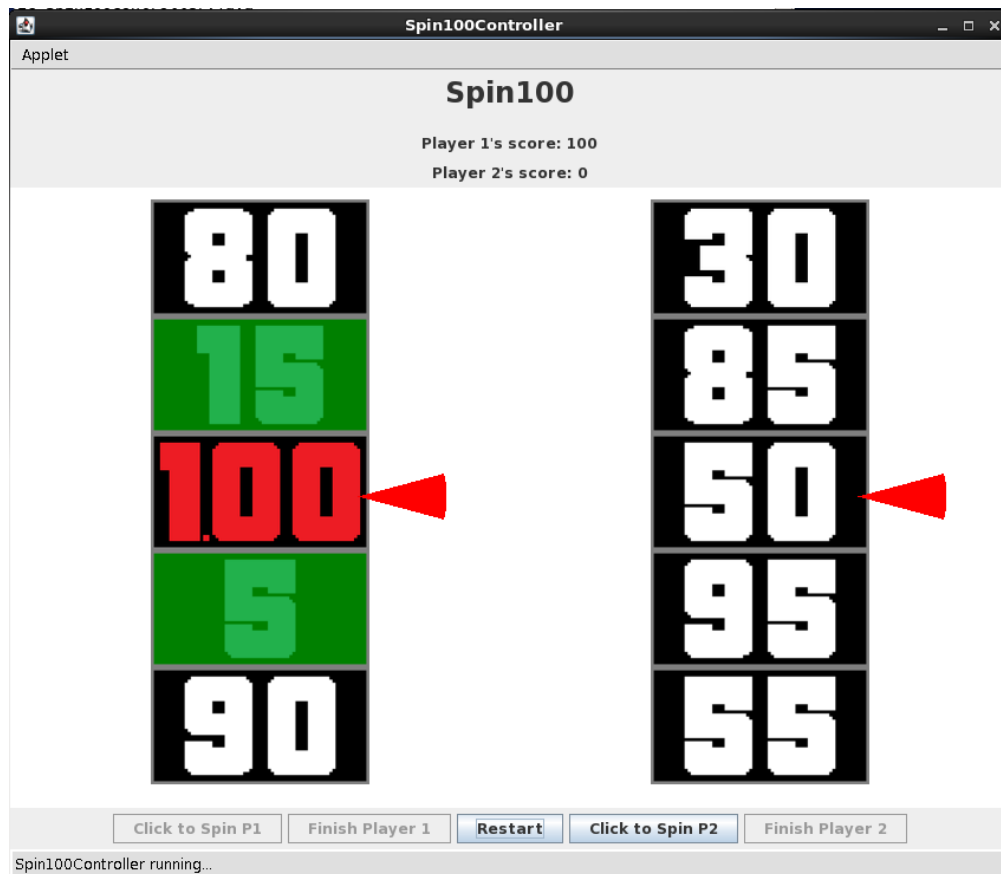 Spin100Controller
Applet
Spin100
Player 1's score: 100
Player 2's score: 0
80
15
1.00
5
90
30
85
50
95
55
Click to Spin P1 Finish Player 1 Restart Click to Spin P2 Finish Player 2
Spin100Controller running...